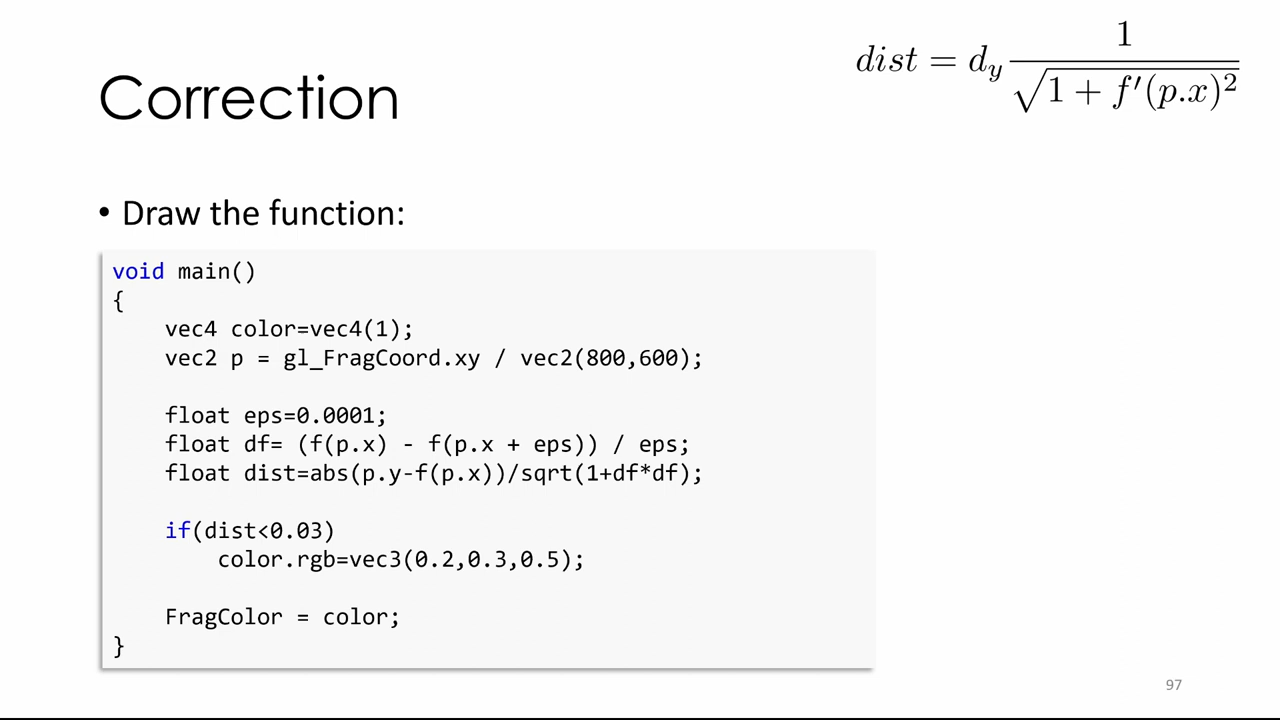 dist = d_y \frac{1}{\sqrt{1 + f'(p.x)^2}}
Correction
• Draw the function:
void main()
{
    vec4 color=vec4(1);
    vec2 p = gl_FragCoord.xy / vec2(800,600);
    float eps=0.0001;
    float df= (f(p.x) - f(p.x + eps)) / eps;
    float dist=abs(p.y-f(p.x))/sqrt(1+df*df);
    if(dist<0.03)
        color.rgb=vec3(0.2,0.3,0.5);
    FragColor = color;
}
97